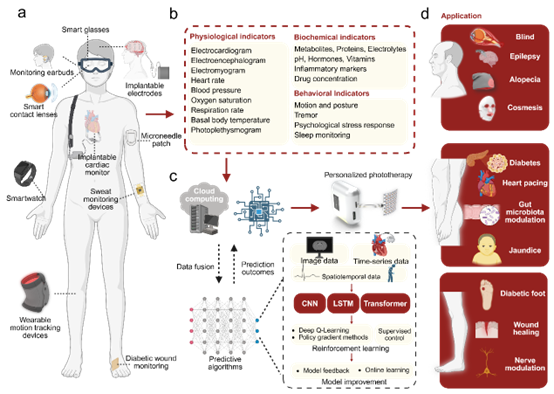 a
Smart glasses
Monitoring earbuds
Implantable
electrodes
Smart
contact lenses
Microneedle
patch
Implantable
cardiac
monitor
Smartwatch
Sweat monitoring
devices
Wearable
motion tracking
devices
Diabetic wound
monitoring
b
Physiological indicators
Electrocardiogram
Electroencephalogram
Electromyogram
Heart rate
Blood pressure
Oxygen saturation
Respiration rate
Basal body temperature
Photoplethysmogram
Biochemical indicators
Metabolites, Proteins, Electrolytes
pH, Hormones, Vitamins
Inflammatory markers
Drug concentration
Behavioral Indicators
Motion and posture
Tremor
Psychological stress response
Sleep monitoring
c
Cloud
computing
Personalized phototherapy
Data fusion
Prediction
outcomes
Predictive
algorithms
Image data
Time-series data
Spatiotemporal data
CNN
LSTM
Transformer
• Deep Q-Learning
• Policy gradient methods
Supervised
control
Reinforcement learning
• Model feedback
• Online learning
Model improvement
d
Application
Blind
Epilepsy
Alopecia
Cosmesis
Diabetes
Heart pacing
Gut
microbiota
modulation
Jaundice
Diabetic foot
Wound
healing
Nerve modulation